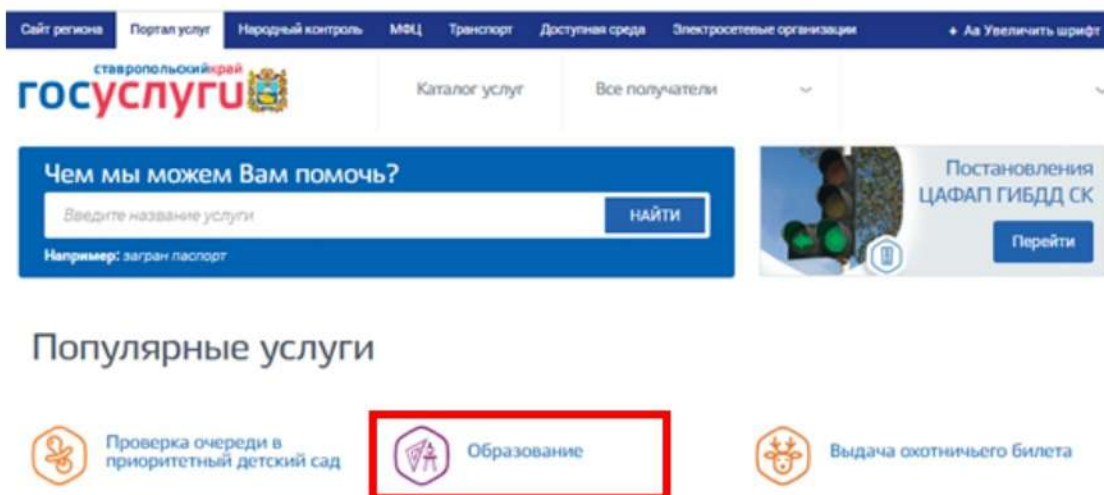 Сайт региона Портал услуг Народный контроль МФЦ Транспорт Доступная среда Электросетевые организации + Аа Увеличить шрифт
ставропольскийкрай
госуслуги
Каталог услуг Все получатели
Чем мы можем Вам помочь?
Введите название услуги НАЙТИ
Например: загран паспорт
Постановления
ЦАФАП ГИБДД СК
Перейти
Популярные услуги
Проверка очереди в
приоритетный детский сад
Образование
Выдача охотничьего билета